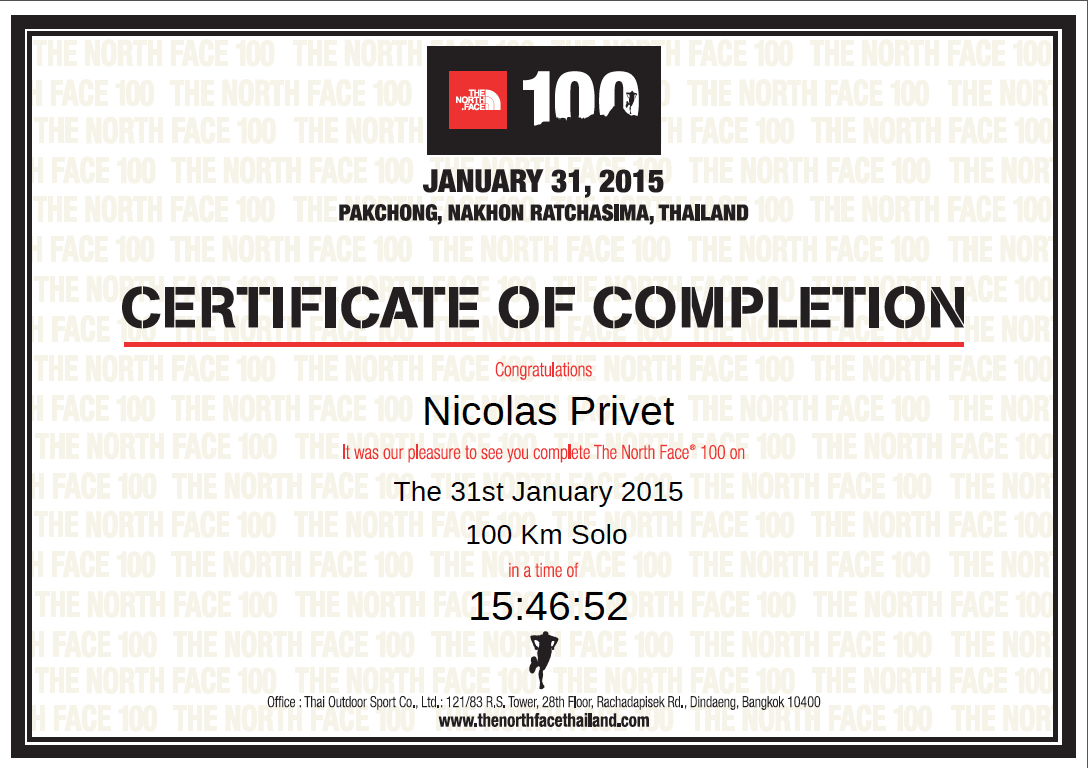 THE NORTH FACE 100
JANUARY 31, 2015
PAKCHONG, NAKHON RATCHASIMA, THAILAND
CERTIFICATE OF COMPLETION
Congratulations
Nicolas Privet
It was our pleasure to see you complete The North Face® 100 on
The 31st January 2015
100 Km Solo
in a time of
15:46:52
Office : Thai Outdoor Sport Co., Ltd.: 121/83 R.S. Tower, 28th Floor, Rachadapisek Rd., Dindaeng, Bangkok 10400
www.thenorthfacethailand.com